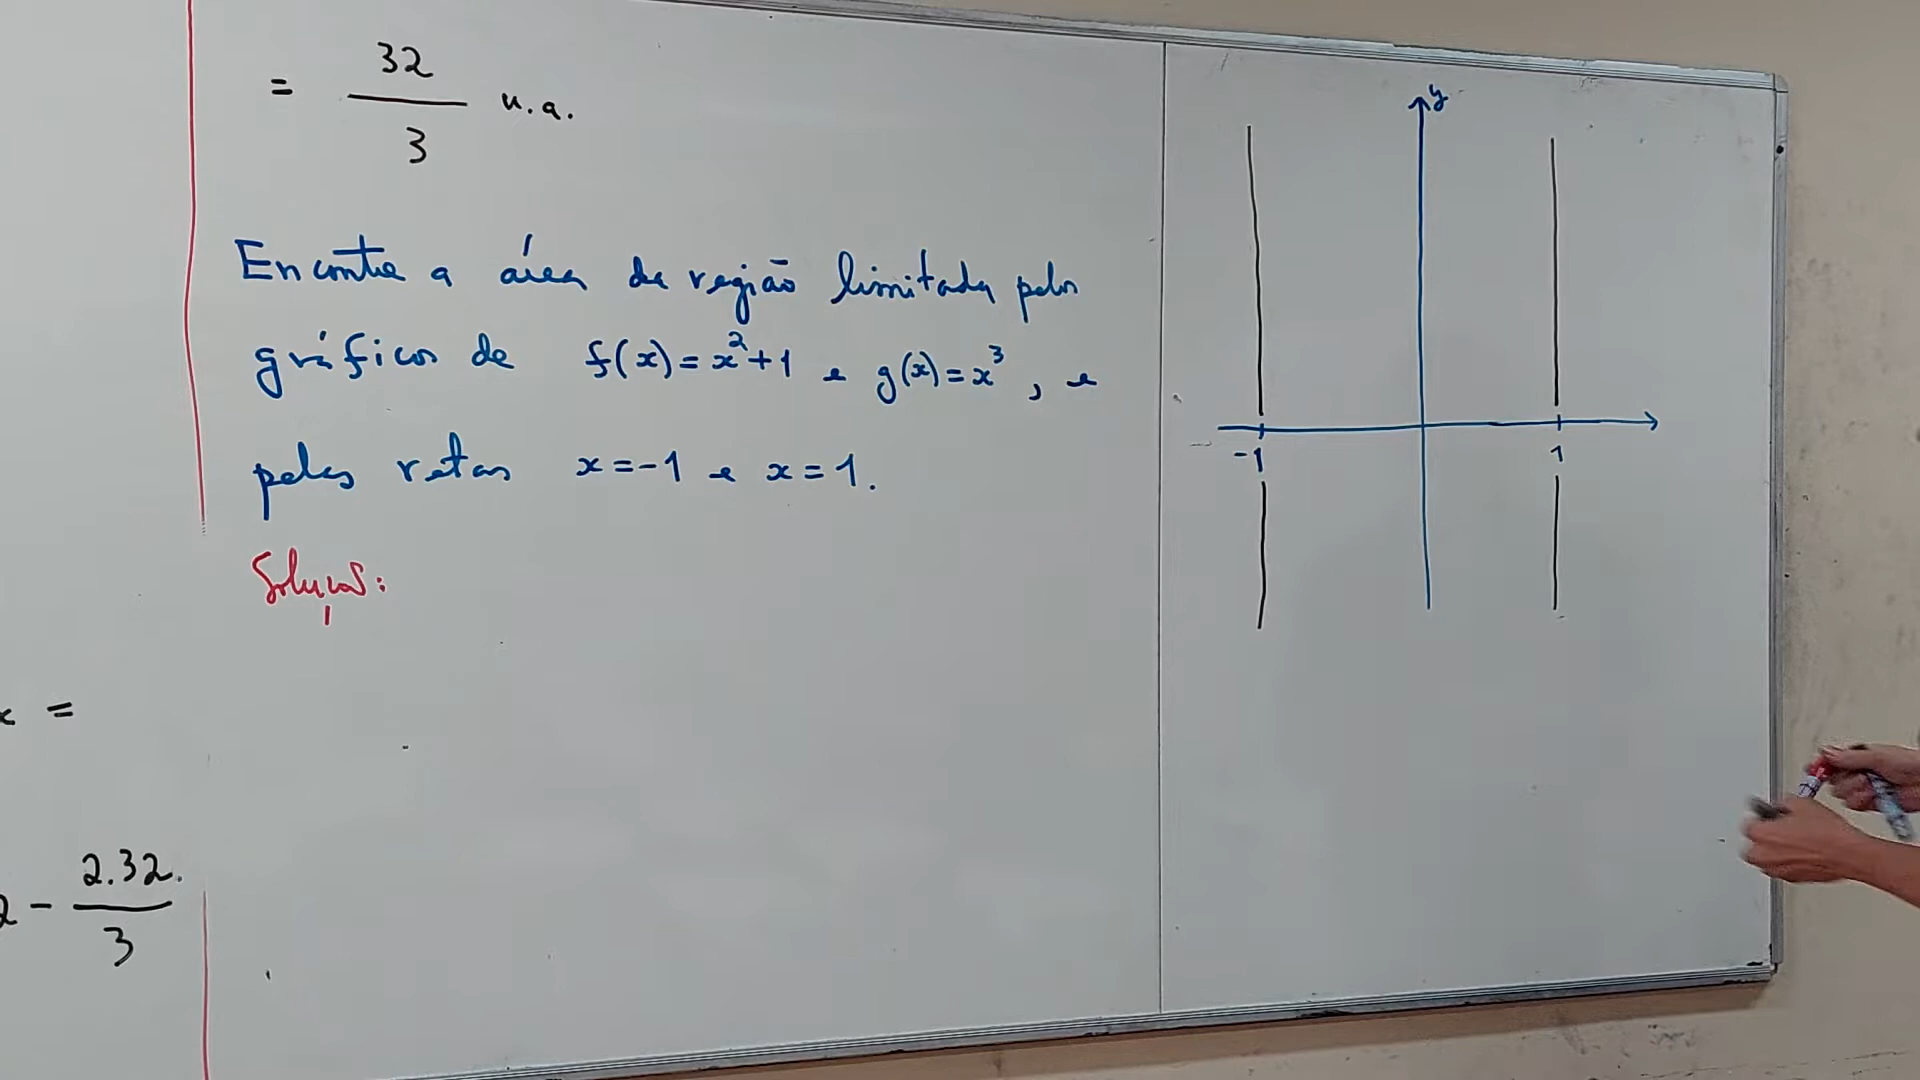 = 32/3 u.a.
Encontre a área da região limitada pelos
gráficos de f(x)=x²+1 e g(x)=x³, e
pelas retas x=-1 e x=1.
Solução:
x =
2 - 2.32./3
y
-1 1